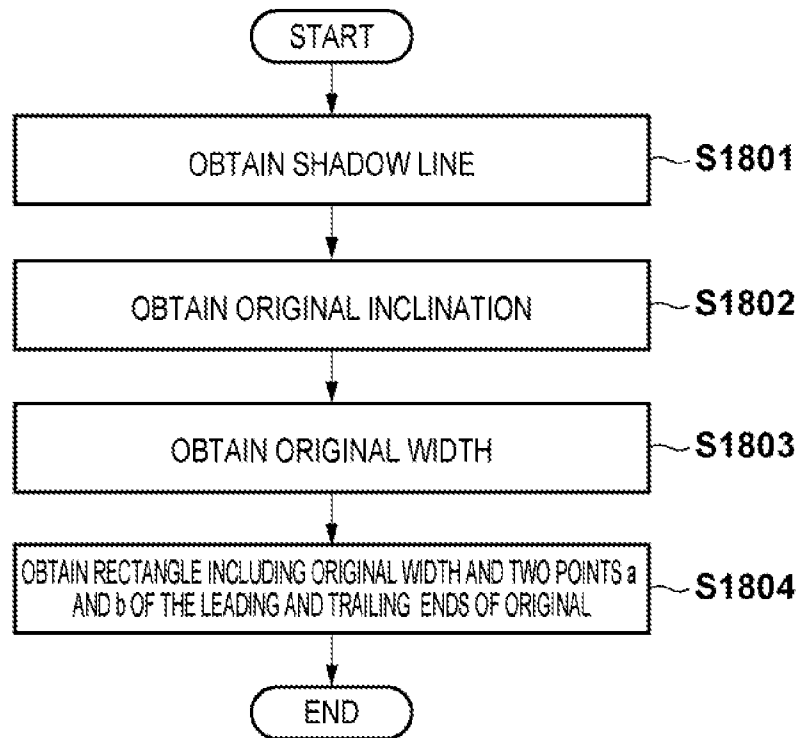 START
OBTAIN SHADOW LINE
S1801
OBTAIN ORIGINAL INCLINATION
S1802
OBTAIN ORIGINAL WIDTH
S1803
OBTAIN RECTANGLE INCLUDING ORIGINAL WIDTH AND TWO POINTS a
AND b OF THE LEADING AND TRAILING ENDS OF ORIGINAL
S1804
END